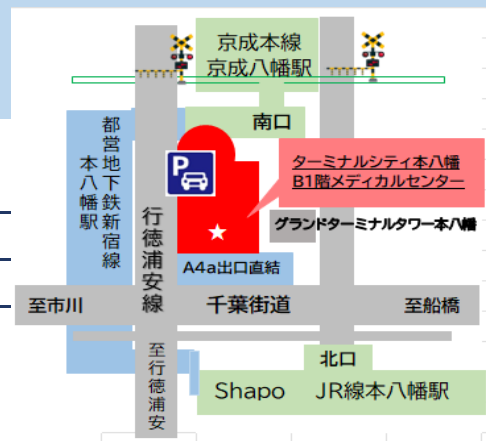 京成本線
京成八幡駅
南口
都営地下鉄新宿線
本八幡駅
P
行徳浦安線
ターミナルシティ本八幡
B1階メディカルセンター
グランドターミナルタワー本八幡
A4a出口直結
至市川
千葉街道
至船橋
至行徳浦安
北口
Shapo
JR線本八幡駅